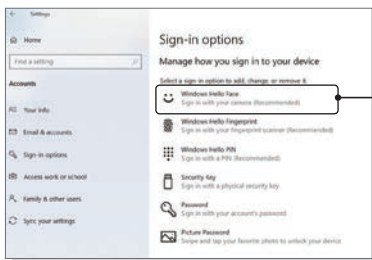 Settings
Home
Find a setting
Accounts
Your info
Email & accounts
Sign-in options
Access work or school
Family & other users
Sync your settings
Sign-in options
Manage how you sign in to your device
Select a sign-in option to add, change, or remove it.
Windows Hello Face
Sign in with your camera (Recommended)
Windows Hello Fingerprint
Sign in with your fingerprint scanner (Recommended)
Windows Hello PIN
Sign in with a PIN (Recommended)
Security Key
Sign in with a physical security key
Password
Sign in with your account's password
Picture Password
Swipe and tap your favorite photo to unlock your device